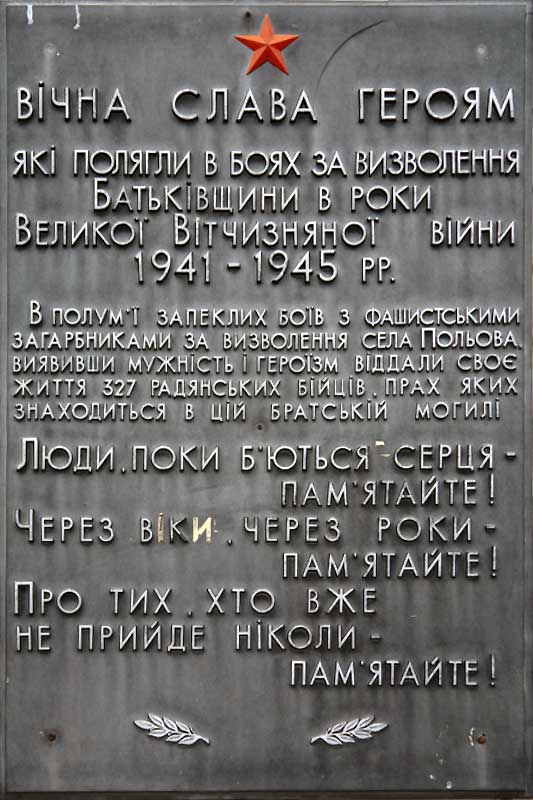 ВІЧНА СЛАВА ГЕРОЯМ
ЯКІ ПОЛЯГЛИ В БОЯХ ЗА ВИЗВОЛЕННЯ
БАТЬКІВЩИНИ В РОКИ
ВЕЛИКОЇ ВІТЧИЗНЯНОЇ ВІЙНИ
1941 - 1945 РР.
В ПОЛУМ'Ї ЗАПЕКЛИХ БОЇВ З ФАШИСТСЬКИМИ
ЗАГАРБНИКАМИ ЗА ВИЗВОЛЕННЯ СЕЛА ПОЛЬОВА,
ВИЯВИВШИ МУЖНІСТЬ І ГЕРОЇЗМ ВІДДАЛИ СВОЄ
ЖИТТЯ 327 РАДЯНСЬКИХ БІЙЦІВ, ПРАХ ЯКИХ
ЗНАХОДИТЬСЯ В ЦІЙ БРАТСЬКІЙ МОГИЛІ
ЛЮДИ, ПОКИ Б'ЮТЬСЯ СЕРЦЯ -
ПАМ'ЯТАЙТЕ!
ЧЕРЕЗ ВІКИ, ЧЕРЕЗ РОКИ -
ПАМ'ЯТАЙТЕ!
ПРО ТИХ, ХТО ВЖЕ
НЕ ПРИЙДЕ НІКОЛИ -
ПАМ'ЯТАЙТЕ!